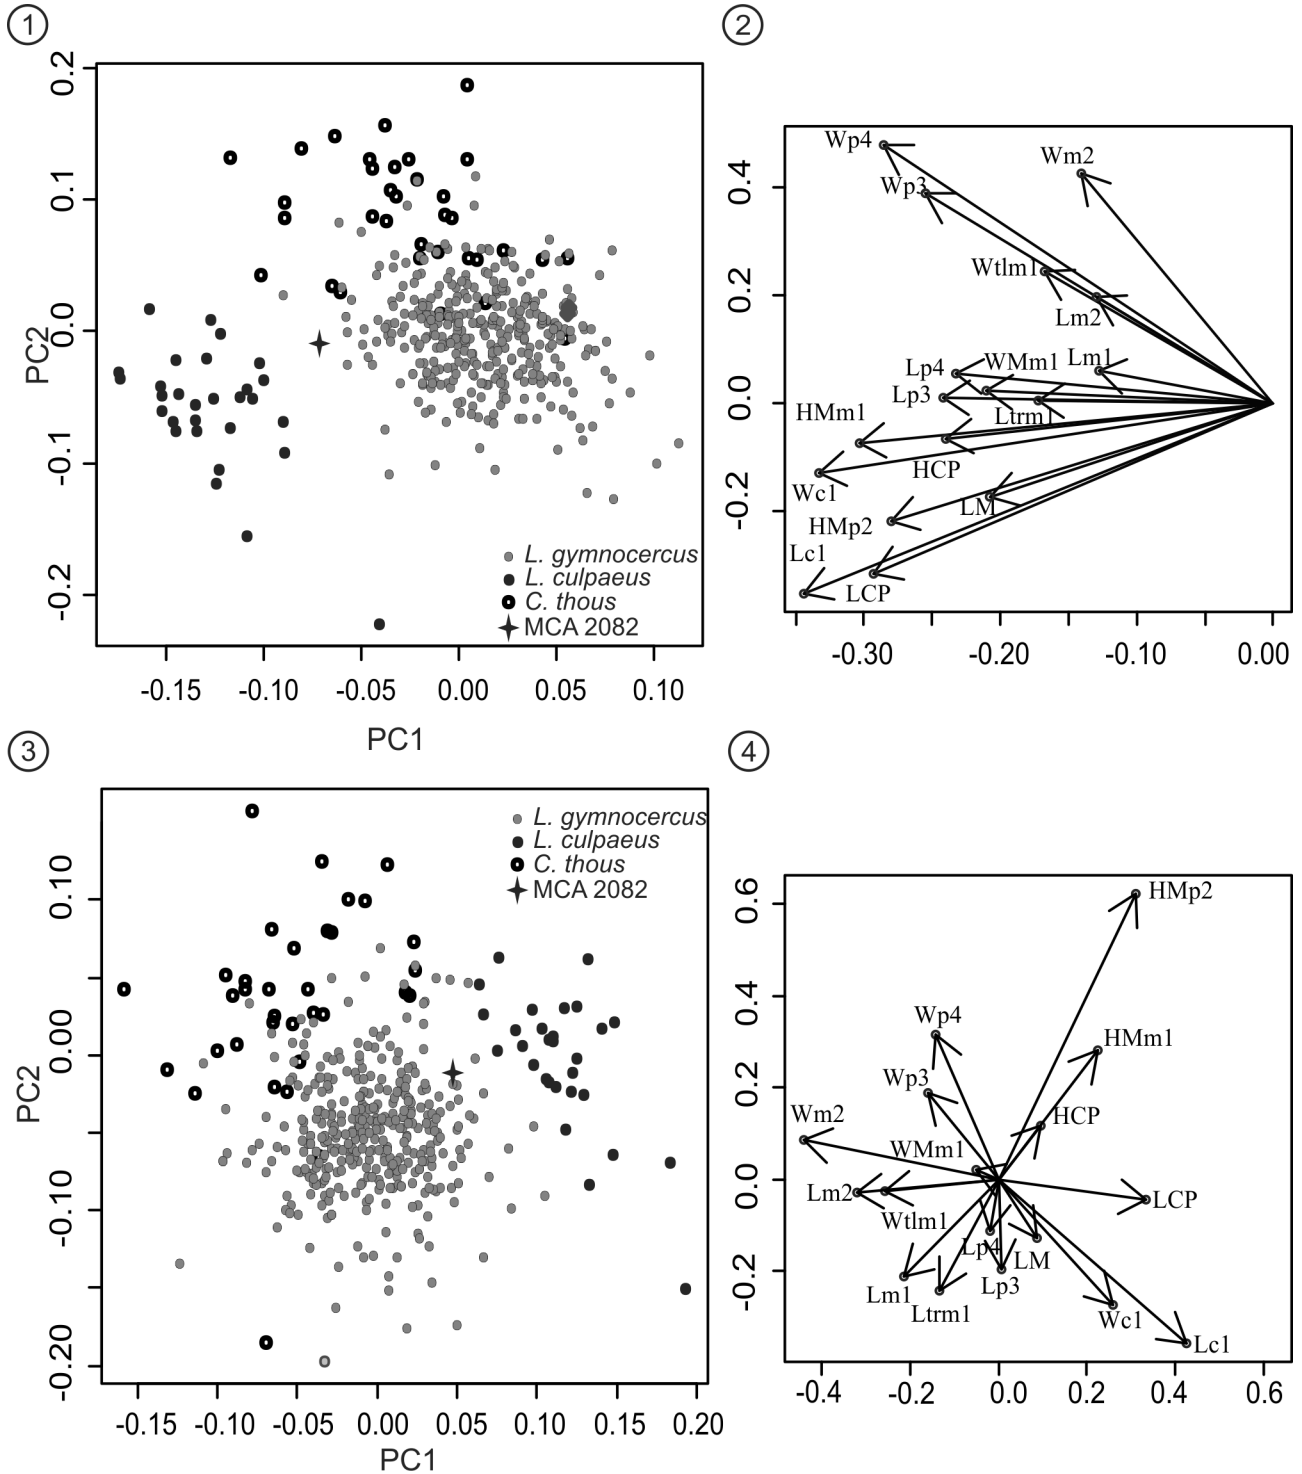 1
0.2
0.1
0.0
-0.1
-0.2
PC2
L. gymnocercus
L. culpaeus
C. thous
MCA 2082
-0.15 -0.10 -0.05 0.00 0.05 0.10
PC1
2
0.4
0.2
0.0
-0.2
Wp4
Wm2
Wp3
Wtlm1
Lm2
Lp4 WMm1 Lm1
Lp3
HMm1 Ltrm1
HCP
Wc1 LM
HMp2
Lc1
LCP
-0.30 -0.20 -0.10 0.00
3
L. gymnocercus
L. culpaeus
C. thous
MCA 2082
0.10
0.00
-0.10
-0.20
PC2
-0.15 -0.10 -0.05 0.00 0.05 0.10 0.15 0.20
PC1
4
0.6
0.4
0.2
0.0
-0.2
HMp2
Wp4
HMm1
Wp3
Wm2 HCP
WMm1
Lm2 LCP
Wtlm1
Lp4 LM
Lm1 Lp3
Ltrm1 Wc1
Lc1
-0.4 -0.2 0.0 0.2 0.4 0.6